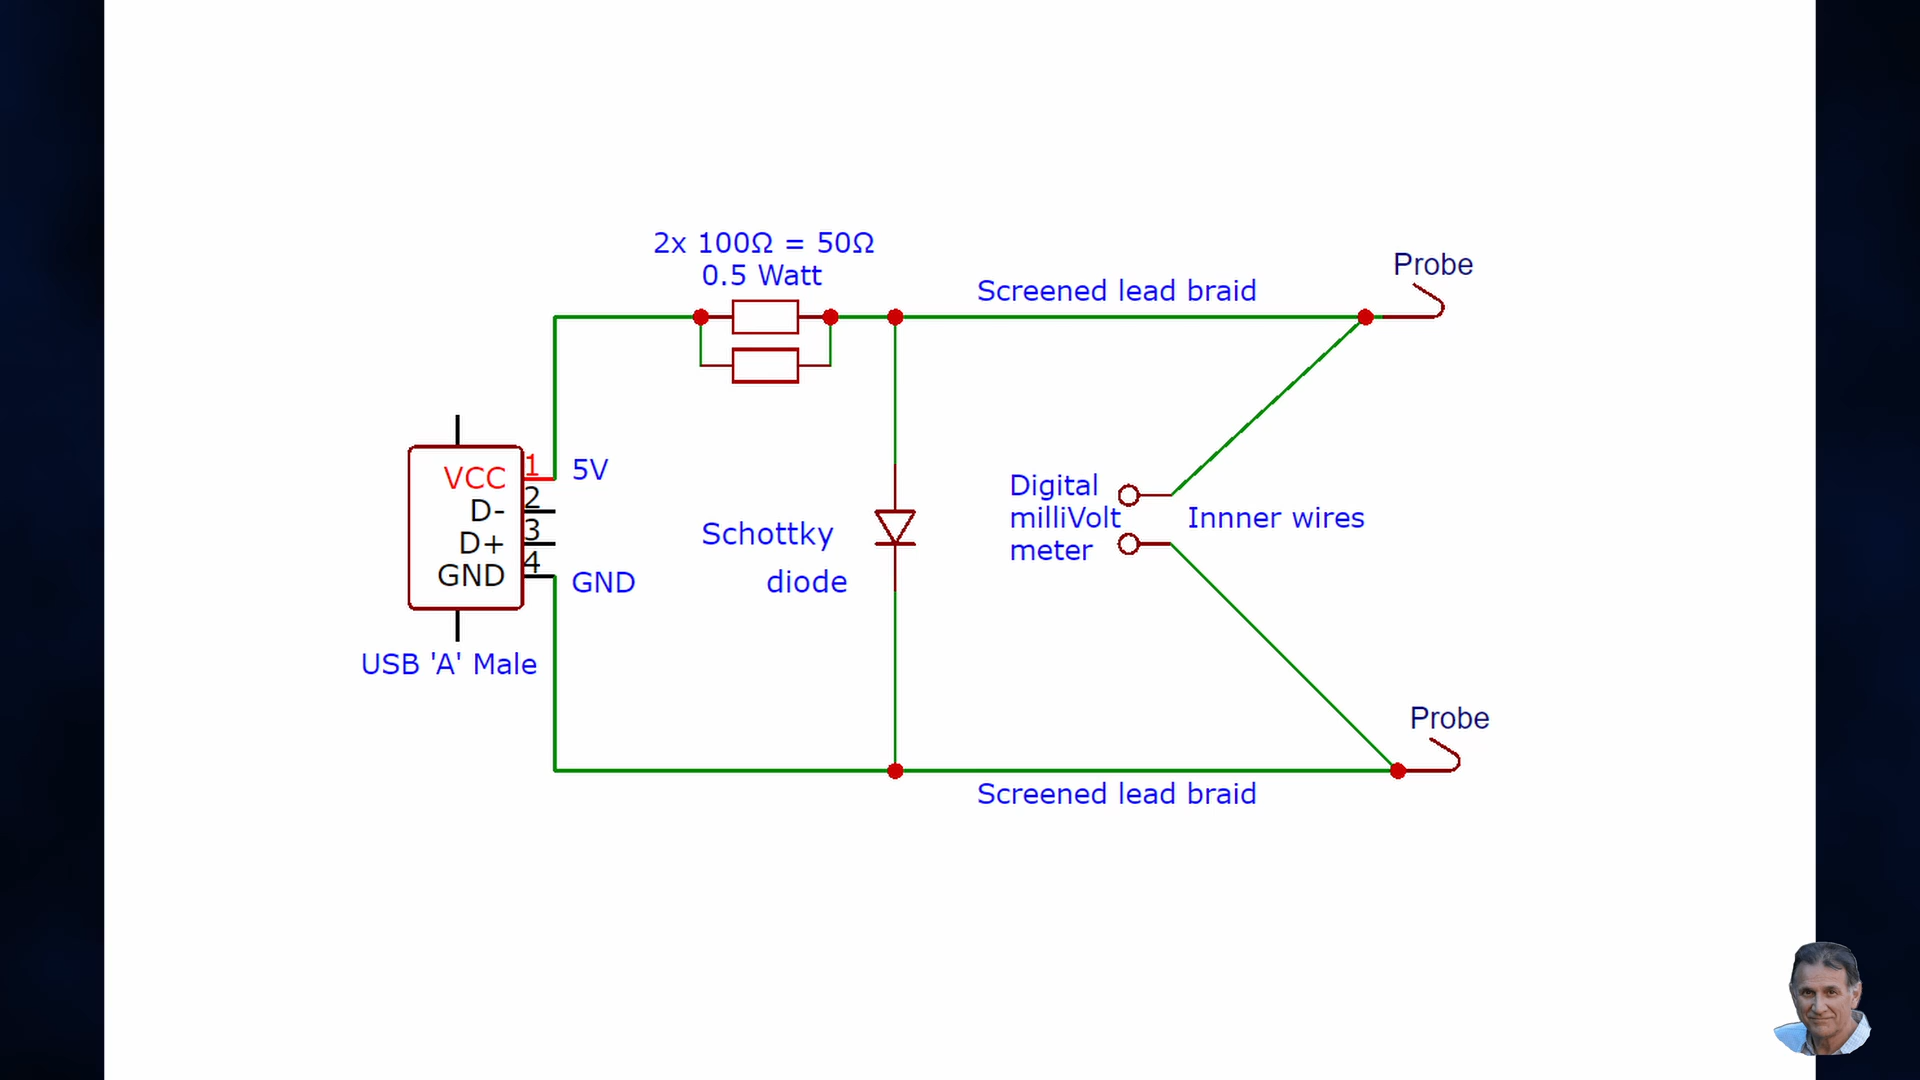 2x 100Ω = 50Ω
0.5 Watt
Screened lead braid
Probe
VCC
1
5V
D-
2
D+
3
GND
4
GND
USB 'A' Male
Schottky
diode
Digital
milliVolt
meter
Innner wires
Probe
Screened lead braid